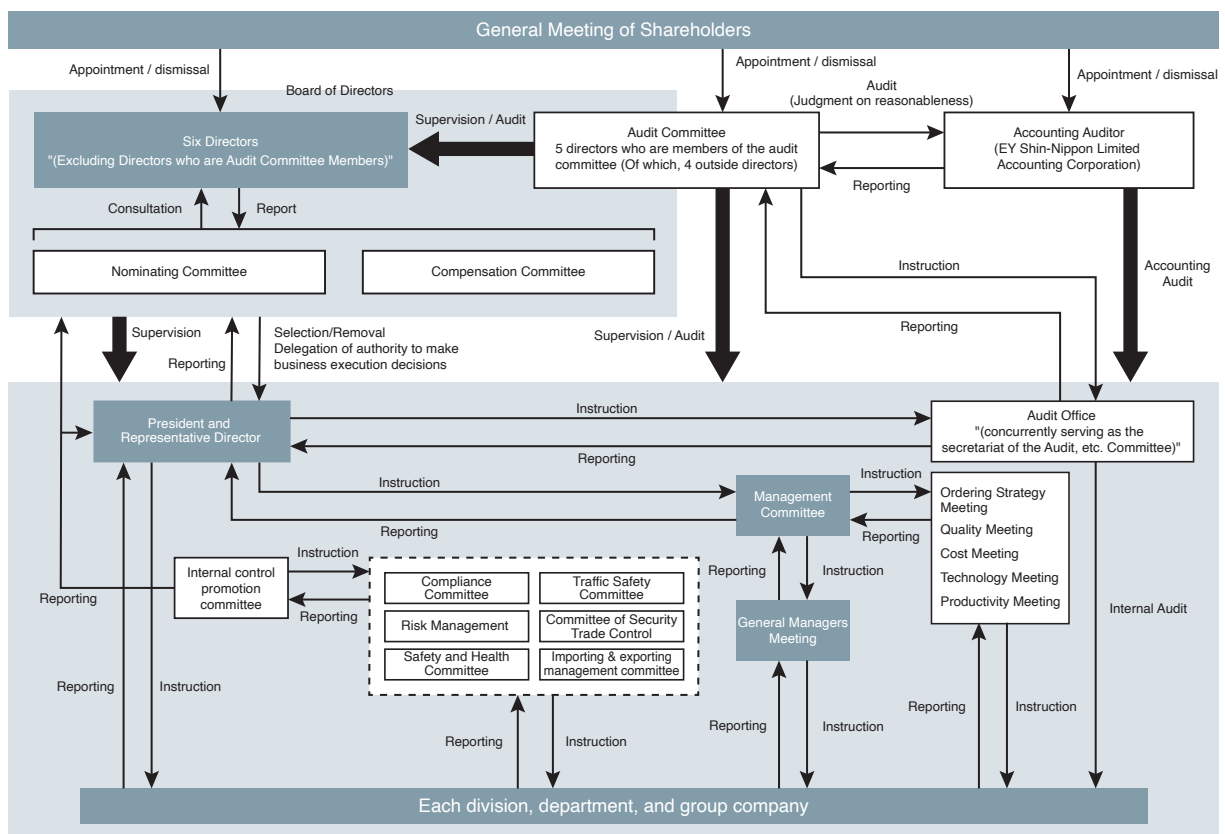 General Meeting of Shareholders
Appointment / dismissal
Appointment / dismissal
Appointment / dismissal
Board of Directors
Audit
(Judgment on reasonableness)
Six Directors
"(Excluding Directors who are Audit Committee Members)"
Supervision / Audit
Audit Committee
5 directors who are members of the audit
committee (Of which, 4 outside directors)
Accounting Auditor
(EY Shin-Nippon Limited
Accounting Corporation)
Reporting
Consultation
Report
Nominating Committee
Compensation Committee
Instruction
Accounting
Audit
Reporting
Supervision
Reporting
Selection/Removal
Delegation of authority to make
business execution decisions
Supervision / Audit
President and
Representative Director
Instruction
Reporting
Audit Office
"(concurrently serving as the
secretariat of the Audit, etc. Committee)"
Instruction
Reporting
Management
Committee
Instruction
Reporting
Ordering Strategy
Meeting
Quality Meeting
Cost Meeting
Technology Meeting
Productivity Meeting
Internal control
promotion
committee
Instruction
Reporting
Reporting
Compliance
Committee
Traffic Safety
Committee
Risk Management
Committee of Security
Trade Control
Safety and Health
Committee
Importing & exporting
management committee
Reporting
Instruction
General Managers
Meeting
Internal Audit
Reporting
Instruction
Reporting
Instruction
Reporting
Instruction
Reporting
Instruction
Each division, department, and group company